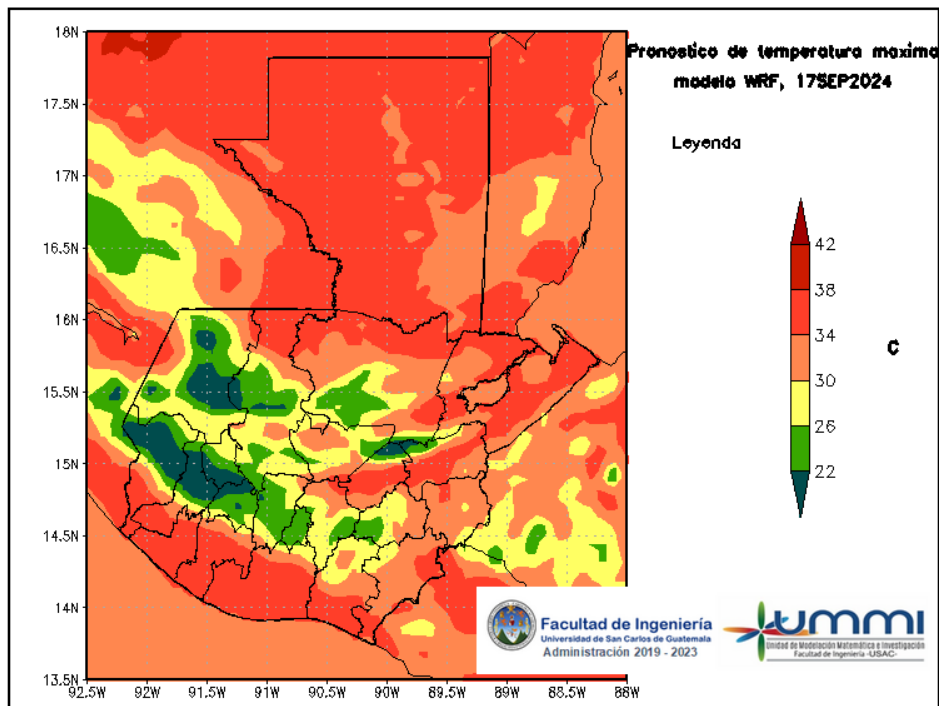 Pronostico de temperatura maxima
modelo WRF, 17SEP2024
Leyenda
18N
17.5N
17N
16.5N
16N
15.5N
15N
14.5N
14N
13.5N
92.5W 92W 91.5W 91W 90.5W 90W 89.5W 89W 88.5W 88W
42
38
34
30
26
22
C
Facultad de Ingeniería
Universidad de San Carlos de Guatemala
Administración 2019 - 2023
UMMI
Unidad de Modelación Matemática e Investigación
Facultad de Ingeniería -USAC-